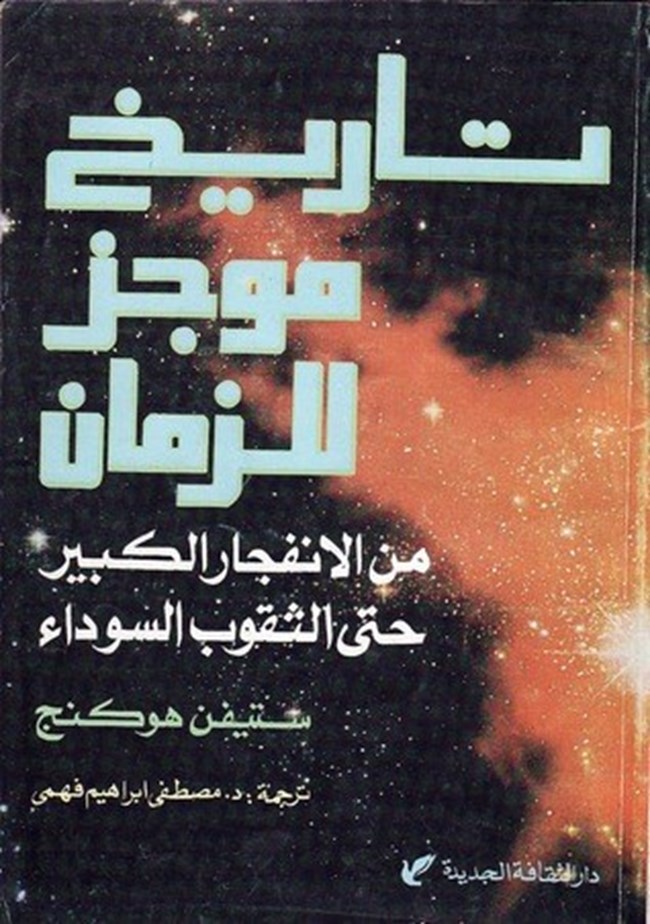 تاريخ
موجز
للزمان
من الانفجار الكبير
حتى الثقوب السوداء
ستيفن هوكنج
ترجمة : د. مصطفى ابراهيم فهمي
دار الثقافة الجديدة